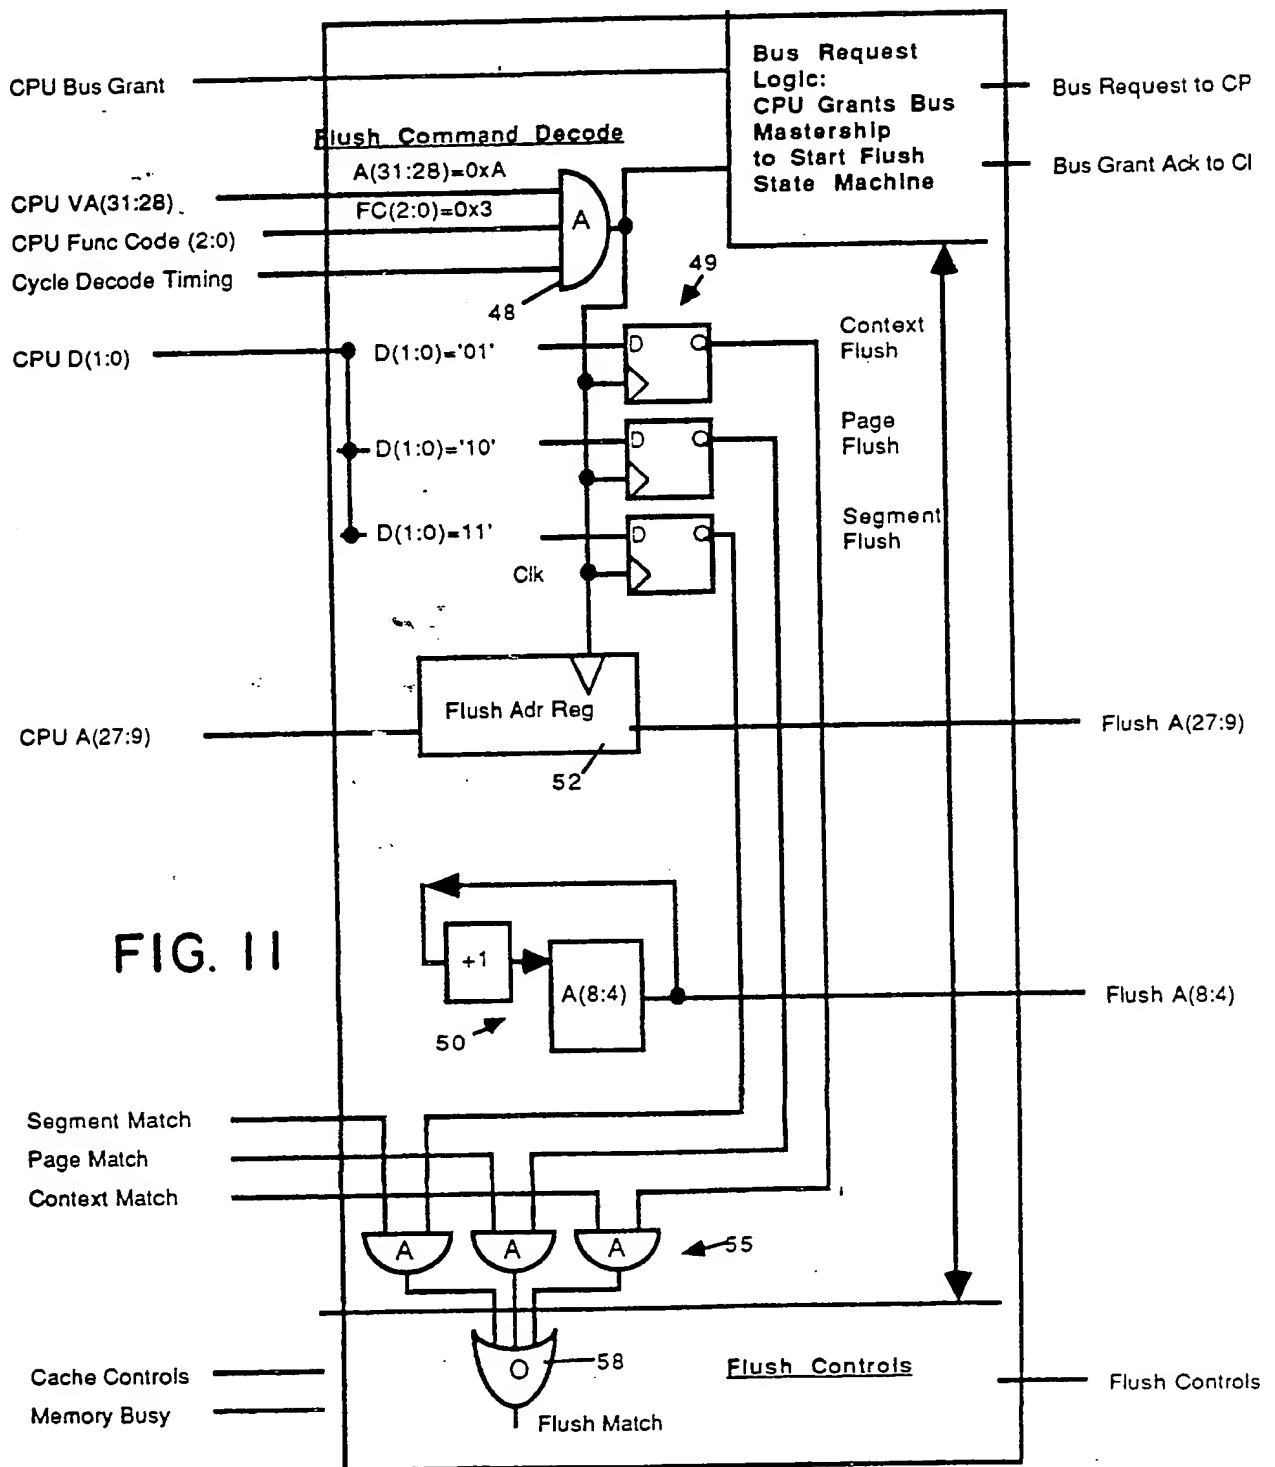 Bus Request
Logic:
CPU Grants Bus
Mastership
to Start Flush
State Machine
CPU Bus Grant
Bus Request to CP
Flush Command Decode
Bus Grant Ack to CI
A(31:28)=0xA
CPU VA(31:28)
FC(2:0)=0x3
A
CPU Func Code (2:0)
Cycle Decode Timing
48
49
CPU D(1:0)
D(1:0)='01'
D
Q
Context
Flush
D(1:0)='10'
D
Q
Page
Flush
D(1:0)=11'
D
Q
Segment
Flush
Clk
Flush Adr Reg
CPU A(27:9)
Flush A(27:9)
52
FIG. 11
+1
A(8:4)
Flush A(8:4)
50
Segment Match
Page Match
Context Match
A
A
A
55
O
58
Flush Controls
Cache Controls
Flush Controls
Memory Busy
Flush Match